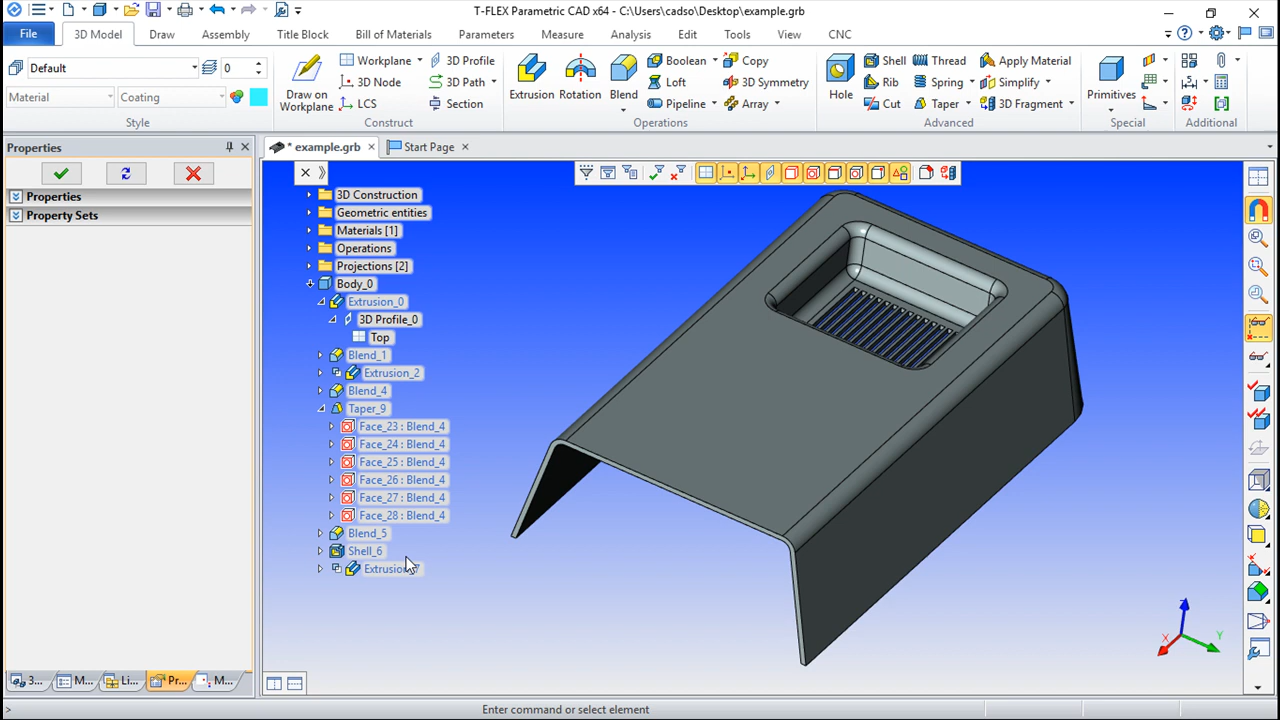 T-FLEX Parametric CAD x64 - C:\Users\cadso\Desktop\example.grb
File 3D Model Draw Assembly Title Block Bill of Materials Parameters Measure Analysis Edit Tools View CNC
Default 0
Material Coating
Style
Draw on Workplane
Workplane
3D Node
LCS
3D Profile
3D Path
Section
Construct
Extrusion
Rotation
Blend
Boolean
Loft
Pipeline
Copy
3D Symmetry
Array
Operations
Hole
Shell
Rib
Cut
Thread
Spring
Taper
Apply Material
Simplify
3D Fragment
Advanced
Primitives
Special
Additional
Properties
* example.grb
Start Page
Properties
Property Sets
3D Construction
Geometric entities
Materials [1]
Operations
Projections [2]
Body_0
Extrusion_0
3D Profile_0
Top
Blend_1
Extrusion_2
Blend_4
Taper_9
Face_23 : Blend_4
Face_24 : Blend_4
Face_25 : Blend_4
Face_26 : Blend_4
Face_27 : Blend_4
Face_28 : Blend_4
Blend_5
Shell_6
Z
X
Y
3... M... Li... Pr... M...
> Enter command or select element